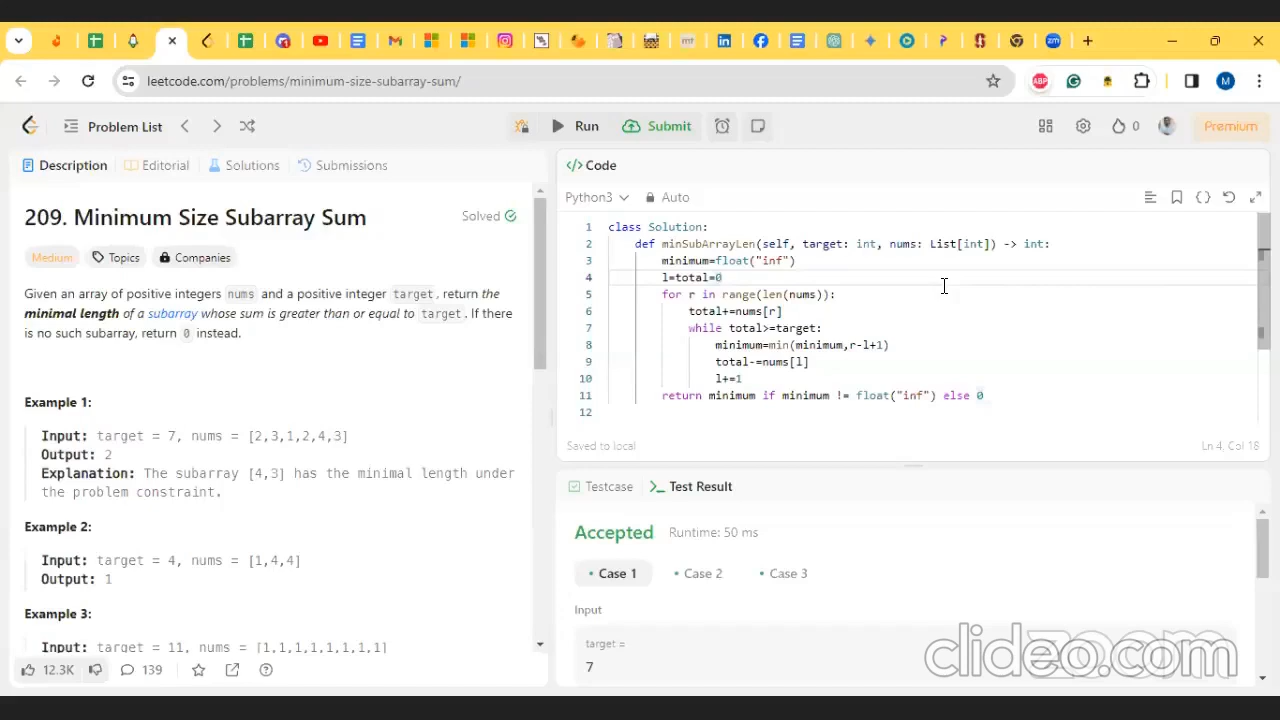 leetcode.com/problems/minimum-size-subarray-sum/
Problem List
Run
Submit
0
Premium
Description
Editorial
Solutions
Submissions
209. Minimum Size Subarray Sum
Solved
Medium
Topics
Companies
Given an array of positive integers nums and a positive integer target, return the
minimal length of a subarray whose sum is greater than or equal to target. If there
is no such subarray, return 0 instead.
Example 1:
Input: target = 7, nums = [2,3,1,2,4,3]
Output: 2
Explanation: The subarray [4,3] has the minimal length under
the problem constraint.
Example 2:
Input: target = 4, nums = [1,4,4]
Output: 1
Example 3:
Input: target = 11, nums = [1,1,1,1,1,1,1,1]
12.3K
139
</> Code
Python3
Auto
1 class Solution:
2 def minSubArrayLen(self, target: int, nums: List[int]) -> int:
3 minimum=float("inf")
4 l=total=0
5 for r in range(len(nums)):
6 total+=nums[r]
7 while total>=target:
8 minimum=min(minimum,r-l+1)
9 total-=nums[l]
10 l+=1
11 return minimum if minimum != float("inf") else 0
12
Saved to local
Ln 4, Col 18
Testcase
Test Result
Accepted
Runtime: 50 ms
Case 1
Case 2
Case 3
Input
target =
7
clideo.com
zoom